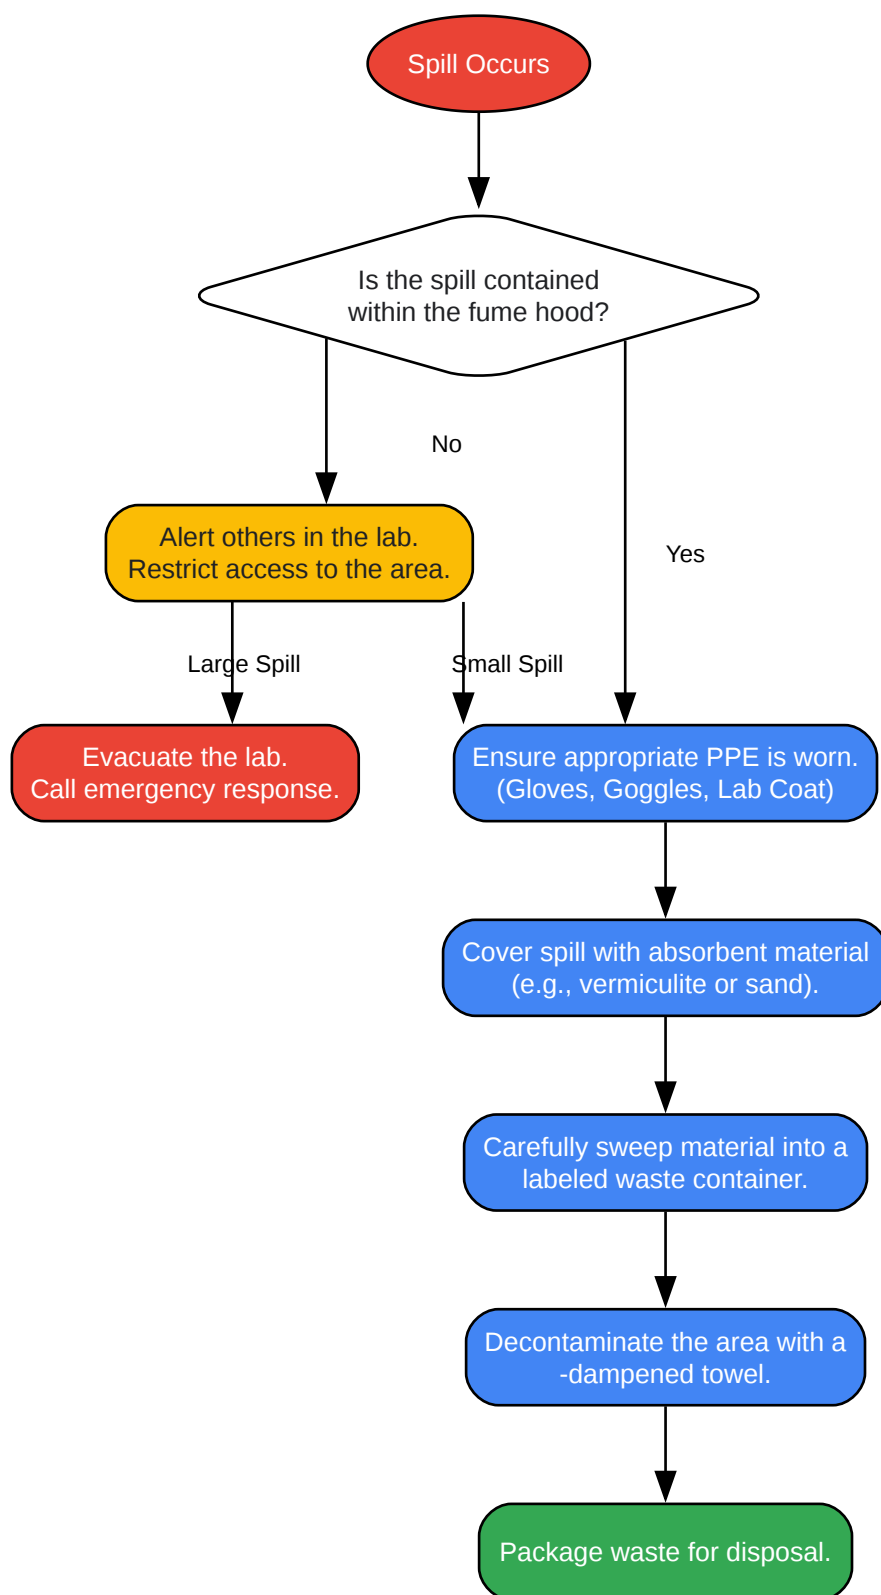 Spill Occurs
Is the spill contained
within the fume hood?
No
Alert others in the lab.
Restrict access to the area.
Yes
Large Spill
Small Spill
Evacuate the lab.
Call emergency response.
Ensure appropriate PPE is worn.
(Gloves, Goggles, Lab Coat)
Cover spill with absorbent material
(e.g., vermiculite or sand).
Carefully sweep material into a
labeled waste container.
Decontaminate the area with a
-dampened towel.
Package waste for disposal.